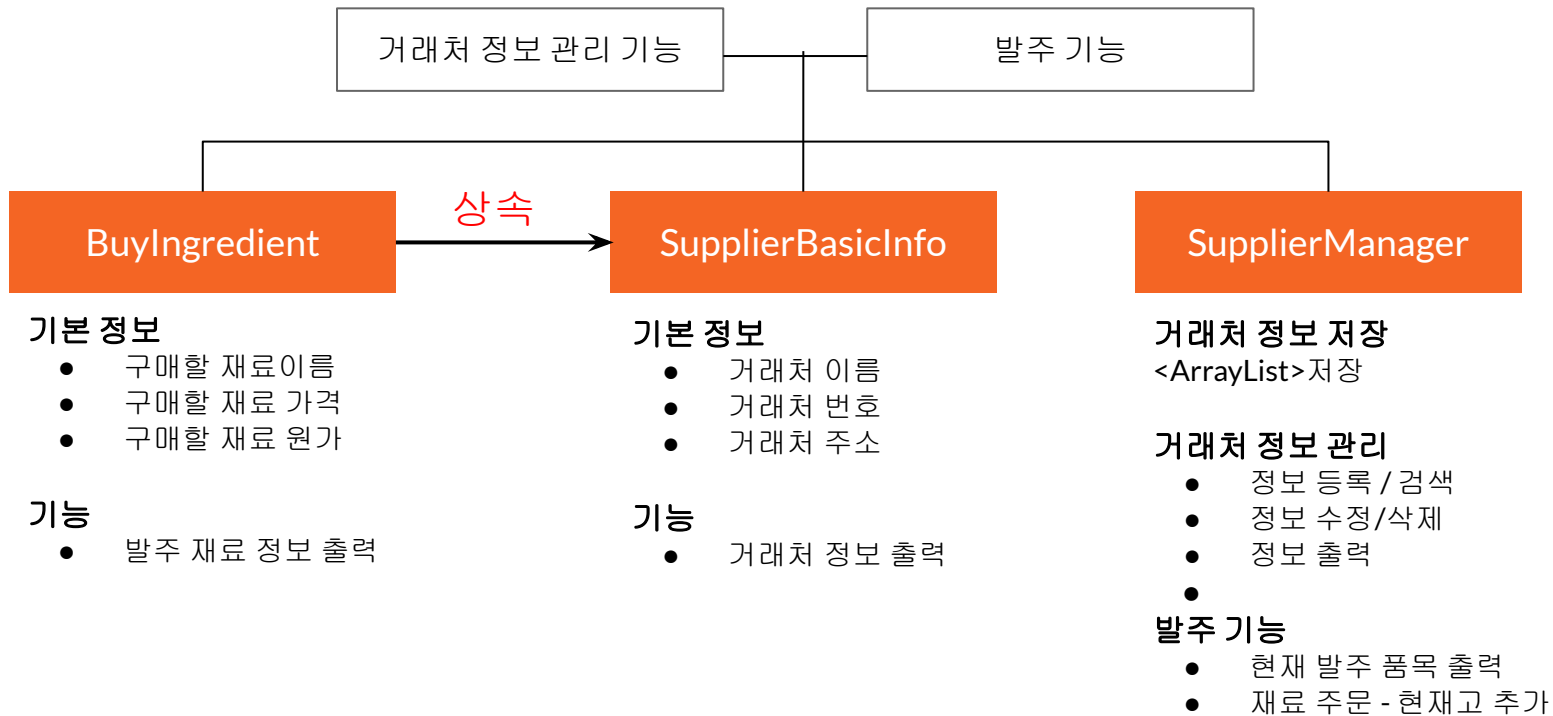 거래처 정보 관리 기능
발주 기능
상속
BuyIngredient
SupplierBasicInfo
SupplierManager
기본 정보
● 구매할 재료이름
● 구매할 재료 가격
● 구매할 재료 원가
기능
● 발주 재료 정보 출력
기본 정보
● 거래처 이름
● 거래처 번호
● 거래처 주소
기능
● 거래처 정보 출력
거래처 정보 저장
<ArrayList>저장
거래처 정보 관리
● 정보 등록 / 검색
● 정보 수정/삭제
● 정보 출력
●
발주 기능
● 현재 발주 품목 출력
● 재료 주문 - 현재고 추가